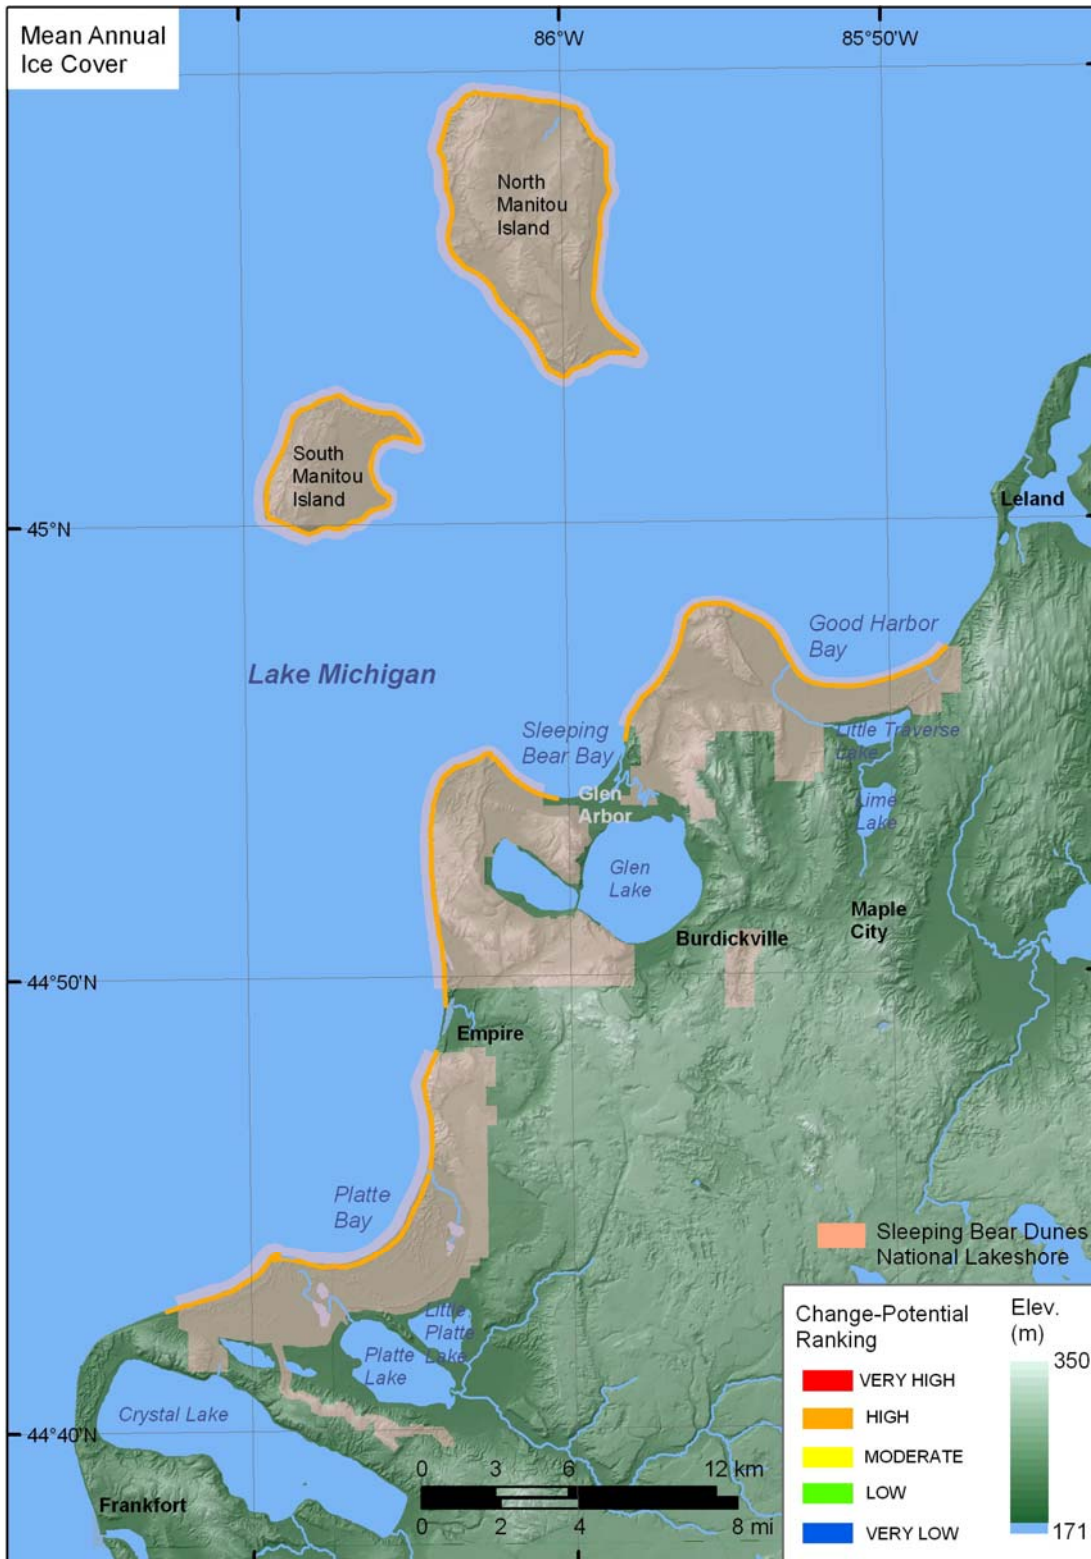 Mean Annual
Ice Cover
86°W
85°50'W
North
Manitou
Island
South
Manitou
Island
45°N
Leland
Good Harbor
Bay
Lake Michigan
Sleeping
Bear Bay
Little Traverse
Lake
Glen
Arbor
Lime
Lake
Glen
Lake
Maple
City
Burdickville
44°50'N
Empire
Platte
Bay
Sleeping Bear Dunes
National Lakeshore
Little
Platte
Lake
Platte
Lake
Crystal Lake
44°40'N
Frankfort
0 3 6 12 km
0 2 4 8 mi
Change-Potential
Ranking
VERY HIGH
HIGH
MODERATE
LOW
VERY LOW
Elev.
(m)
350
171